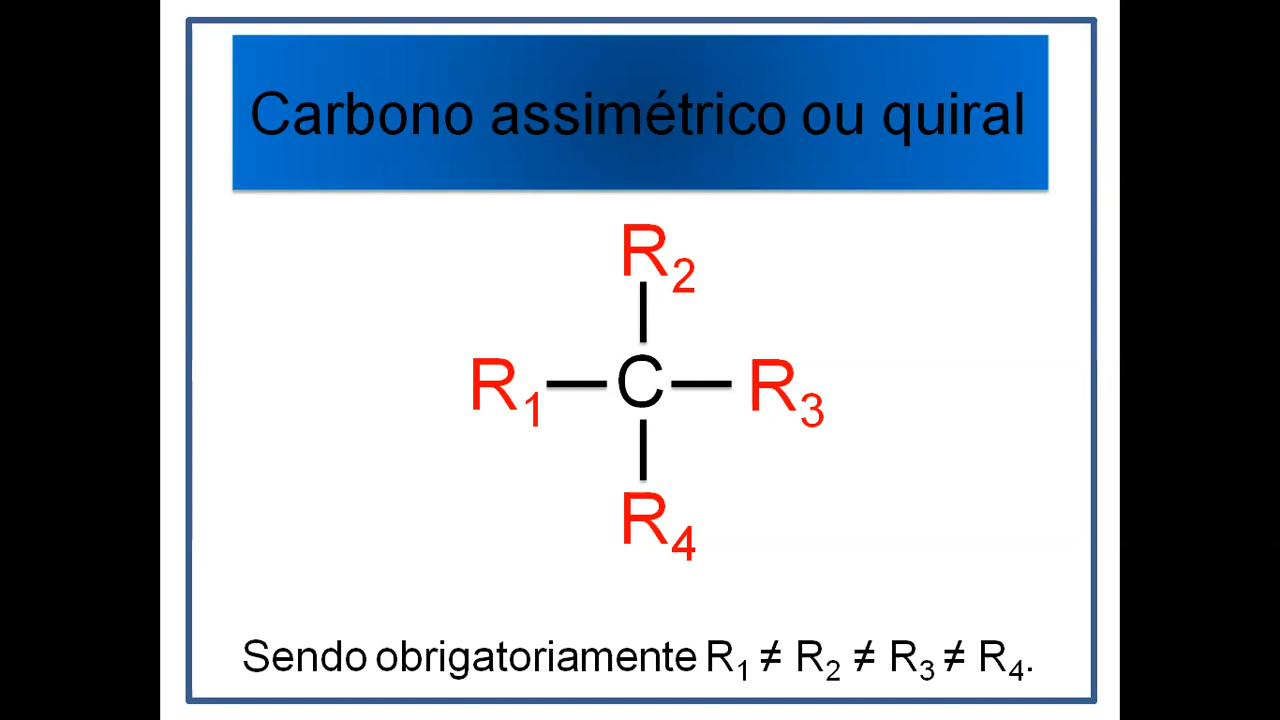 Carbono assimétrico ou quiral
R₂
R₁ — C — R₃
R₄
Sendo obrigatoriamente R₁ ≠ R₂ ≠ R₃ ≠ R₄.